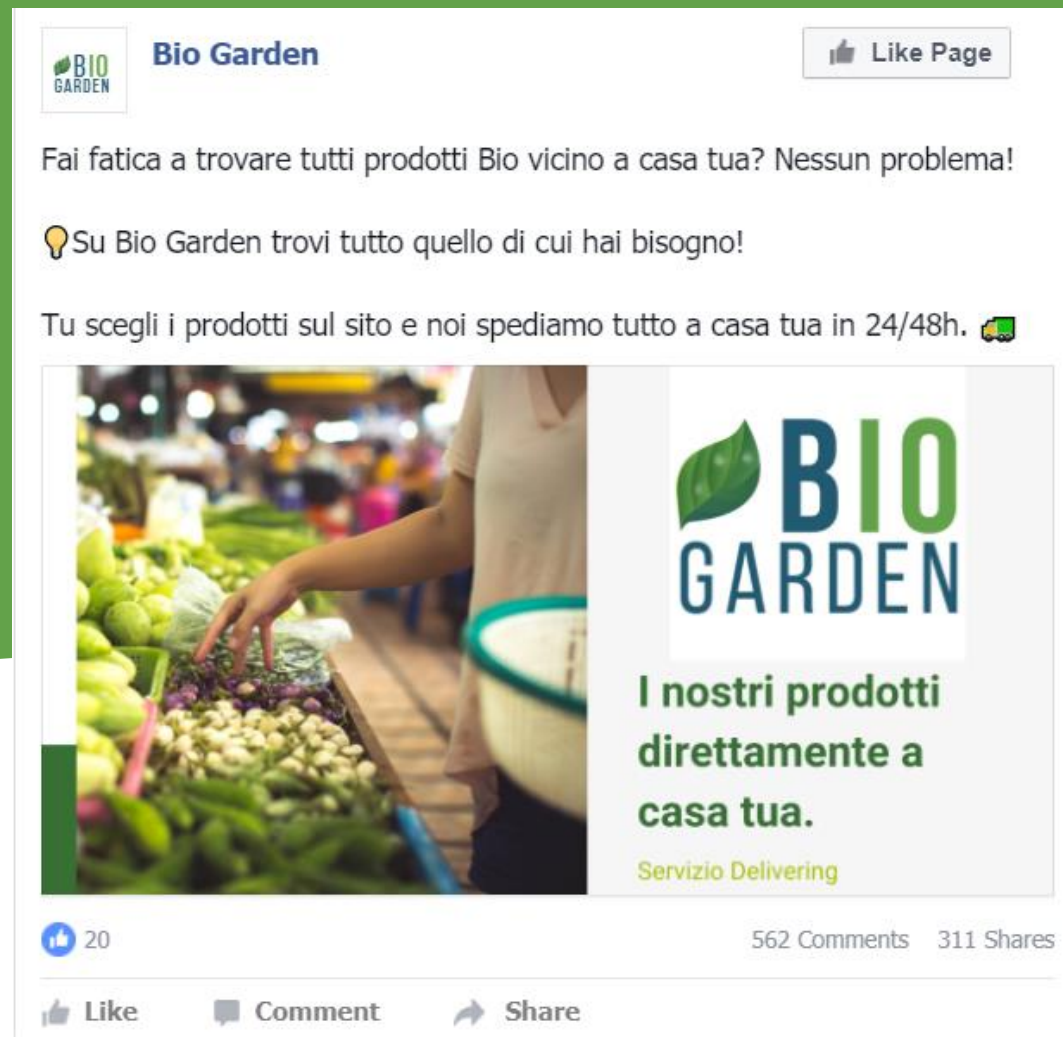 BIO
GARDEN
Bio Garden
Like Page
Fai fatica a trovare tutti prodotti Bio vicino a casa tua? Nessun problema!
💡Su Bio Garden trovi tutto quello di cui hai bisogno!
Tu scegli i prodotti sul sito e noi spediamo tutto a casa tua in 24/48h. 🚛
BIO
GARDEN
I nostri prodotti
direttamente a
casa tua.
Servizio Delivering
20
562 Comments 311 Shares
Like Comment Share